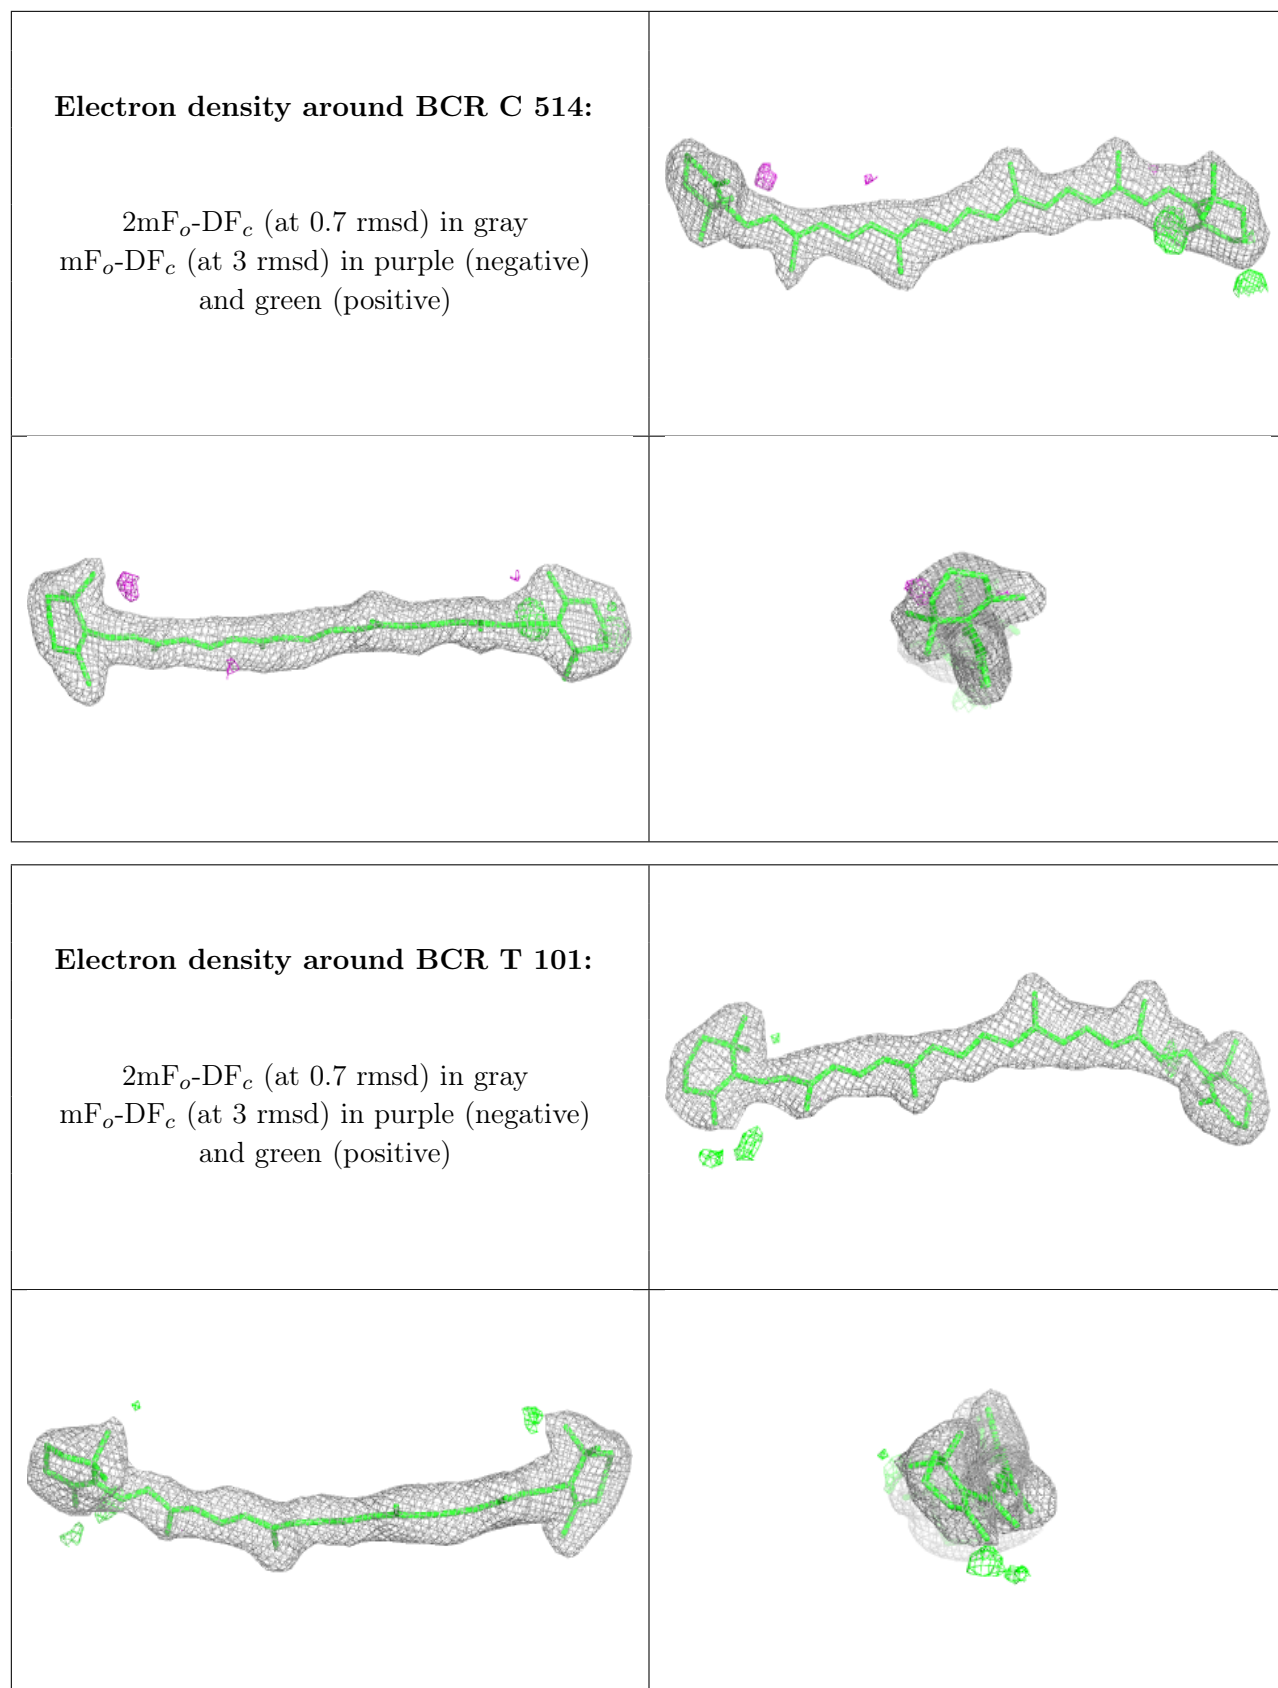 Electron density around BCR C 514:
2mFo-DFc (at 0.7 rmsd) in gray
mFo-DFc (at 3 rmsd) in purple (negative)
and green (positive)
Electron density around BCR T 101:
2mFo-DFc (at 0.7 rmsd) in gray
mFo-DFc (at 3 rmsd) in purple (negative)
and green (positive)